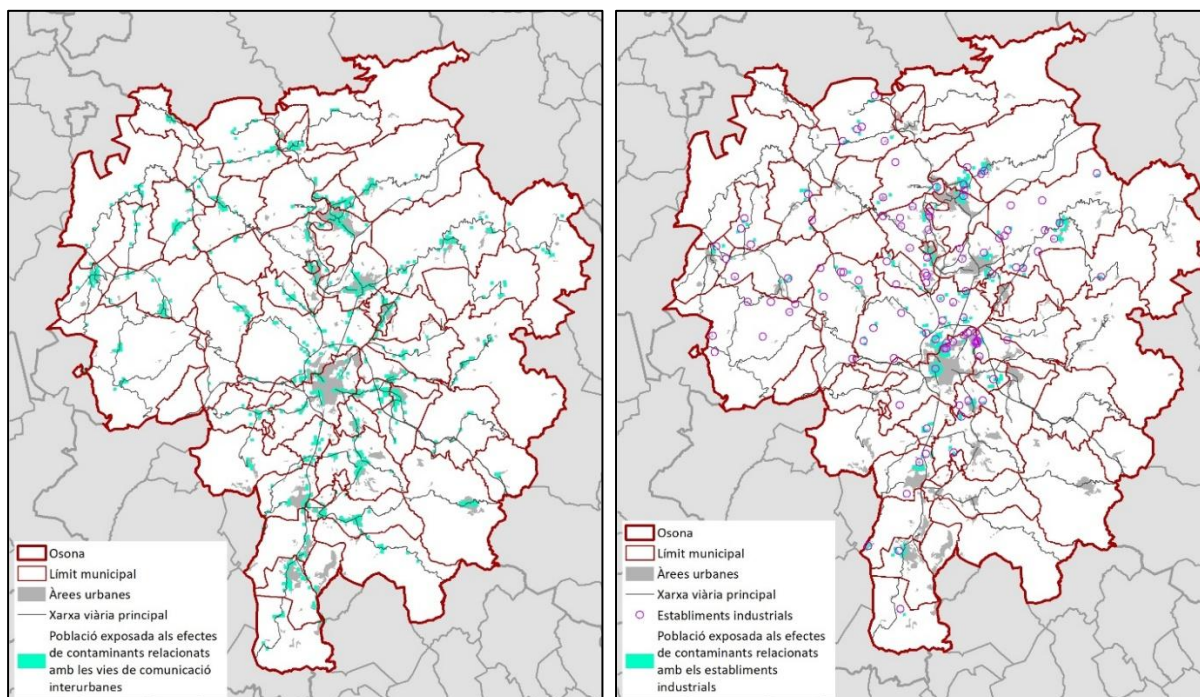 Osona
Límit municipal
Àrees urbanes
Xarxa viària principal
Població exposada als efectes
de contaminants relacionats
amb les vies de comunicació
interurbanes
Osona
Límit municipal
Àrees urbanes
Xarxa viària principal
Establiments industrials
Població exposada als efectes
de contaminants relacionats
amb els establiments
industrials